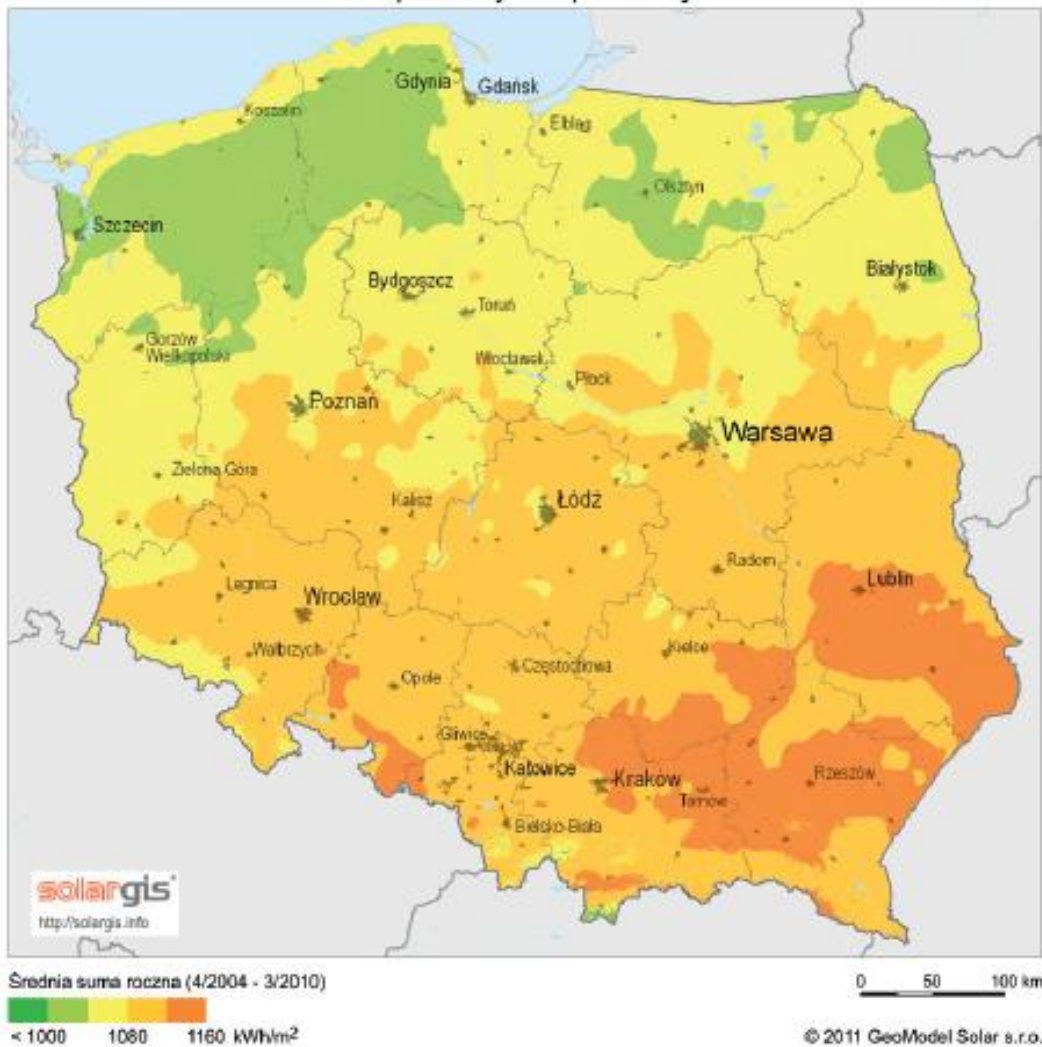 Gdynia
Gdańsk
Koszalin
Elbląg
Olsztyn
Szczecin
Białystok
Bydgoszcz
Toruń
Gorzów
Wielkopolski
Włocławek
Płock
Poznań
Warsawa
Zielona Góra
Kalisz
Łódź
Radom
Legnica
Lublin
Wrocław
Wałbrzych
Kielce
Częstochowa
Opole
Gliwice
Katowice
Kraków
Rzeszów
Tarnów
Bielsko-Biała
solargis
http://solargis.info
Średnia suma roczna (4/2004 - 3/2010)
0 50 100 km
< 1000 1080 1160 kWh/m²
© 2011 GeoModel Solar s.r.o.